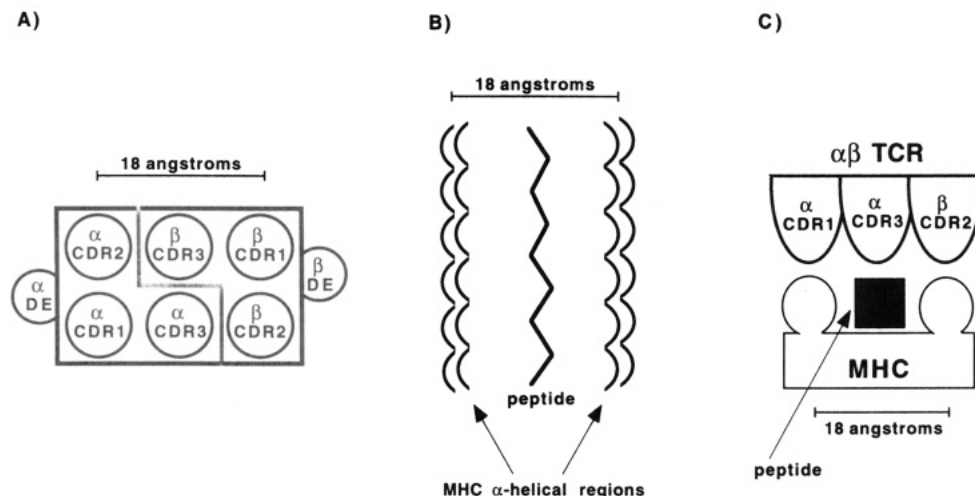 A)
18 angstroms
α
CDR2
β
CDR3
β
CDR1
α
DE
β
DE
α
CDR1
α
CDR3
β
CDR2
B)
18 angstroms
peptide
MHC α-helical regions
C)
αβ TCR
α
CDR1
α
CDR3
β
CDR2
MHC
18 angstroms
peptide